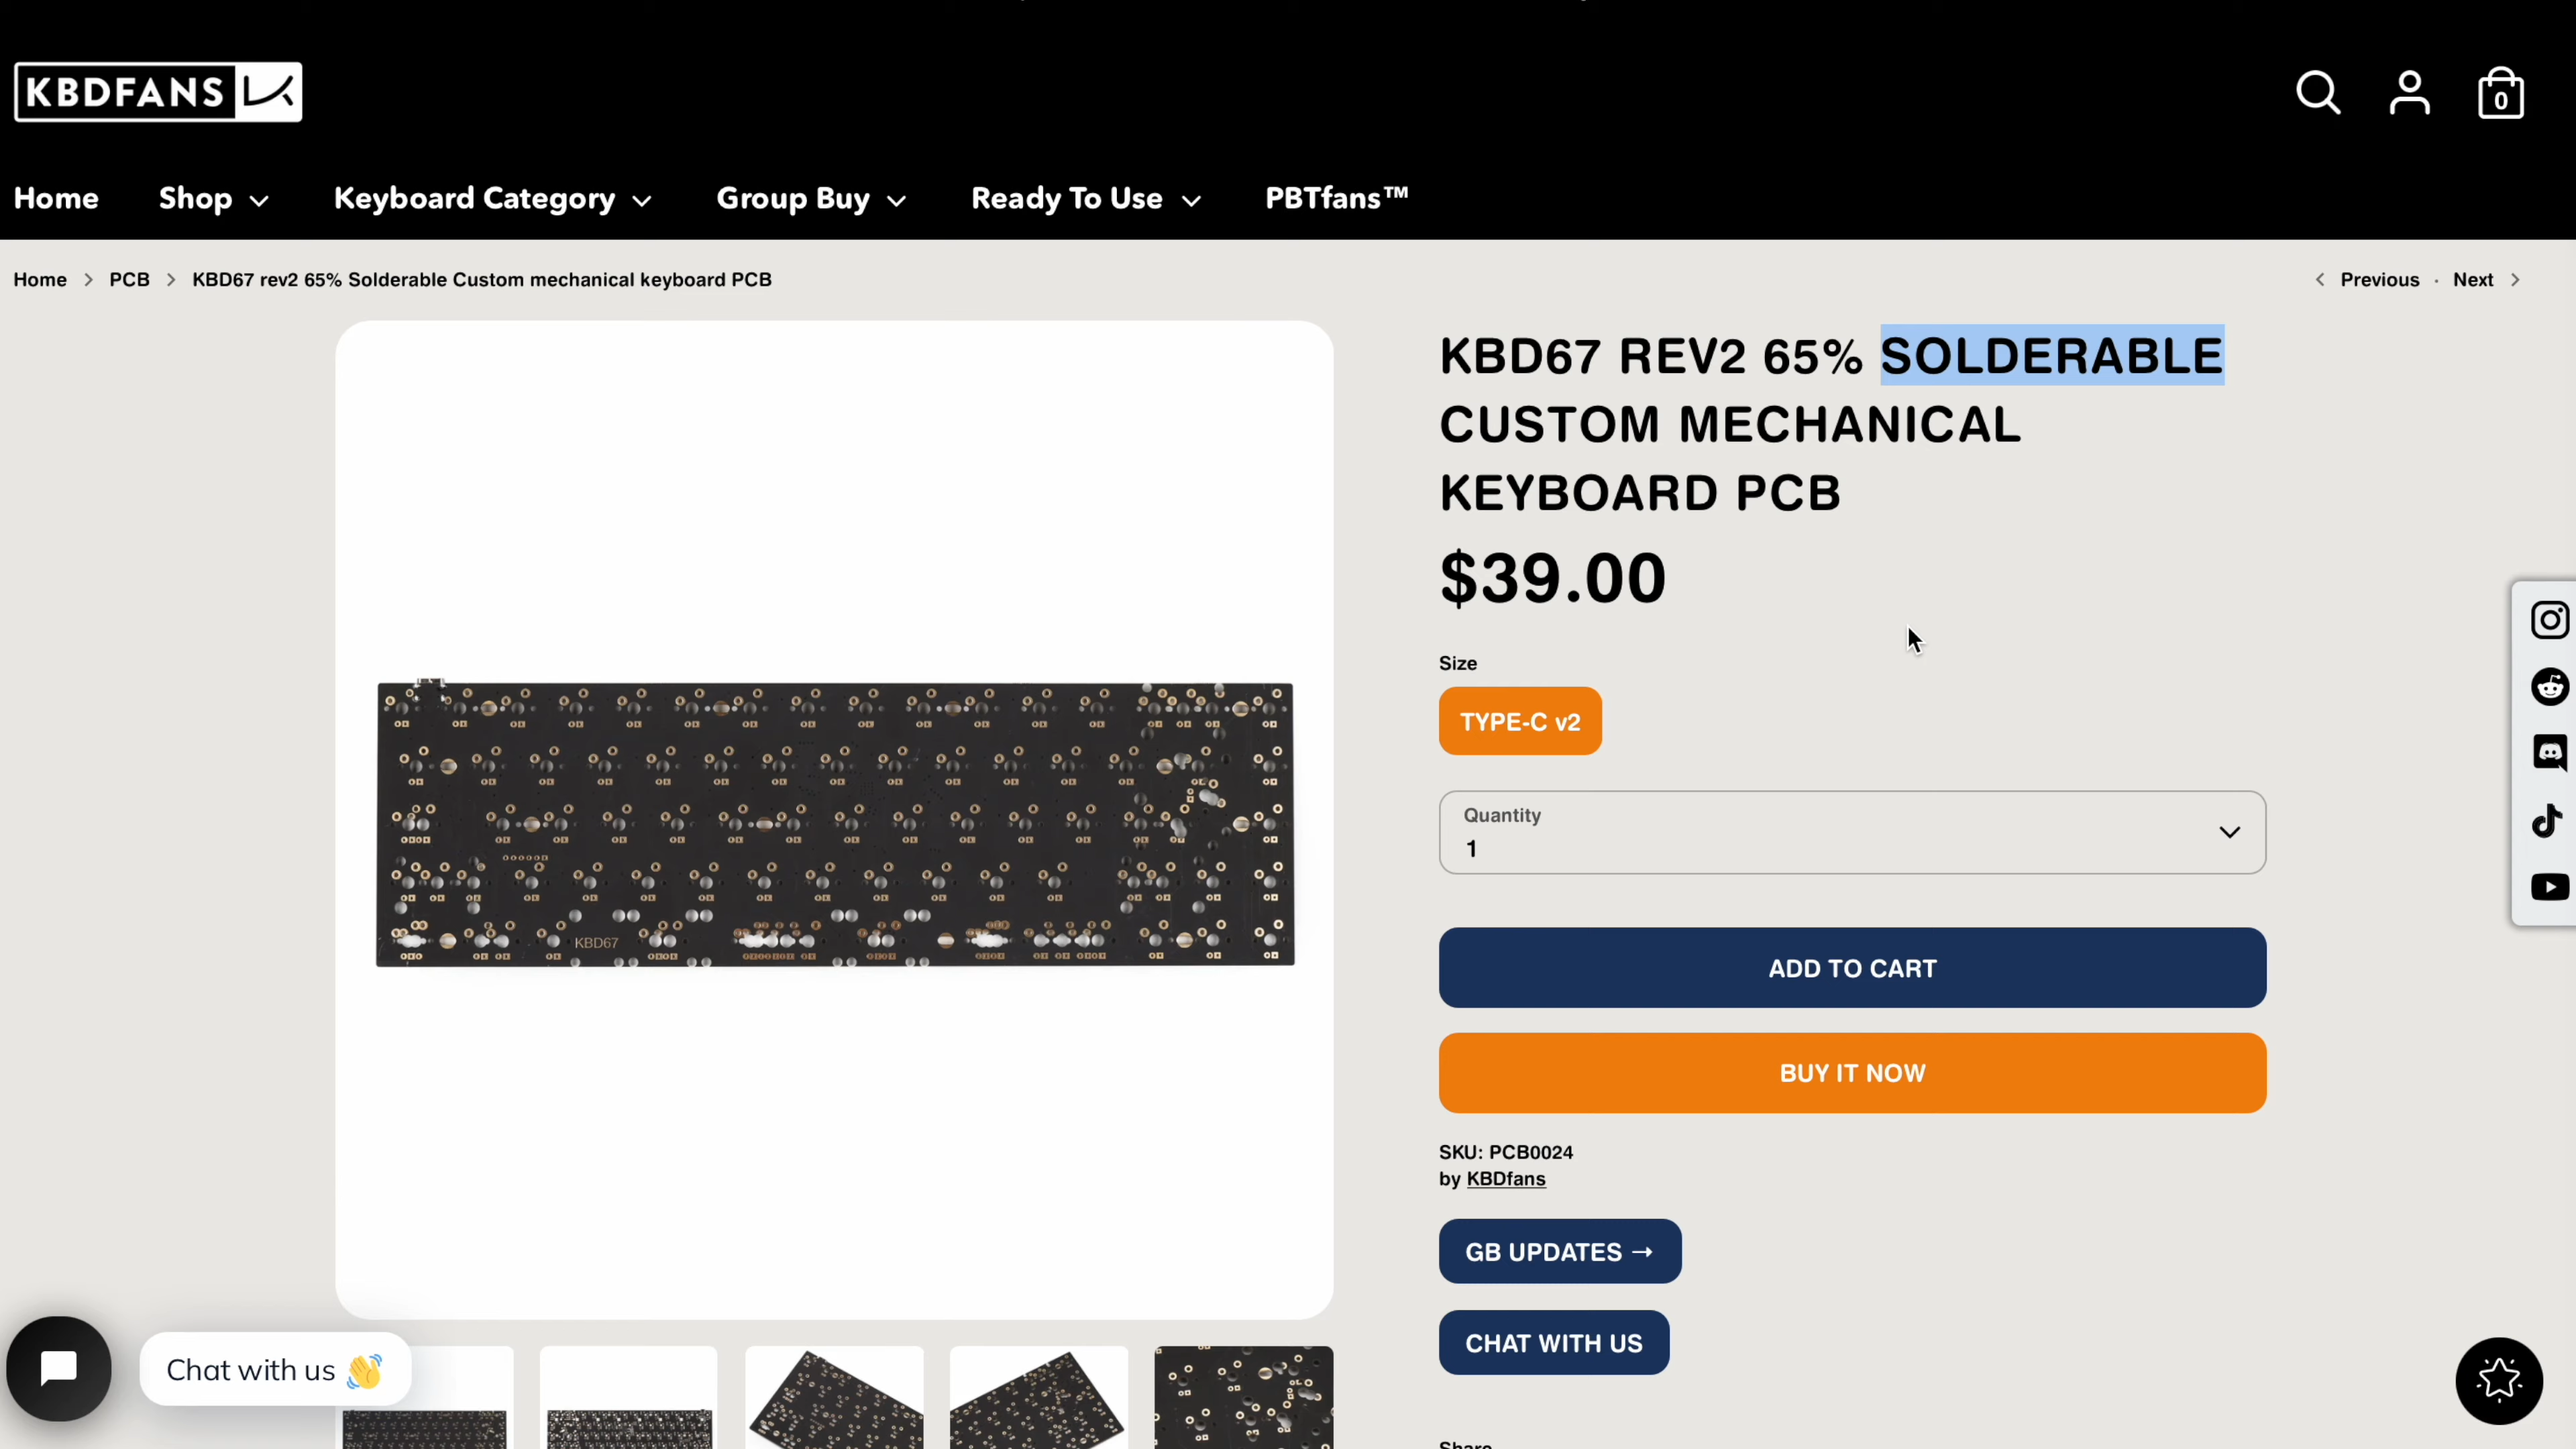 KBDFANS
0
Home
Shop
Keyboard Category
Group Buy
Ready To Use
PBTfans™
Home > PCB > KBD67 rev2 65% Solderable Custom mechanical keyboard PCB
Previous · Next
KBD67 REV2 65% SOLDERABLE
CUSTOM MECHANICAL
KEYBOARD PCB
$39.00
Size
TYPE-C v2
Quantity
1
ADD TO CART
BUY IT NOW
SKU: PCB0024
by KBDfans
GB UPDATES →
CHAT WITH US
KBD67
Chat with us 👋